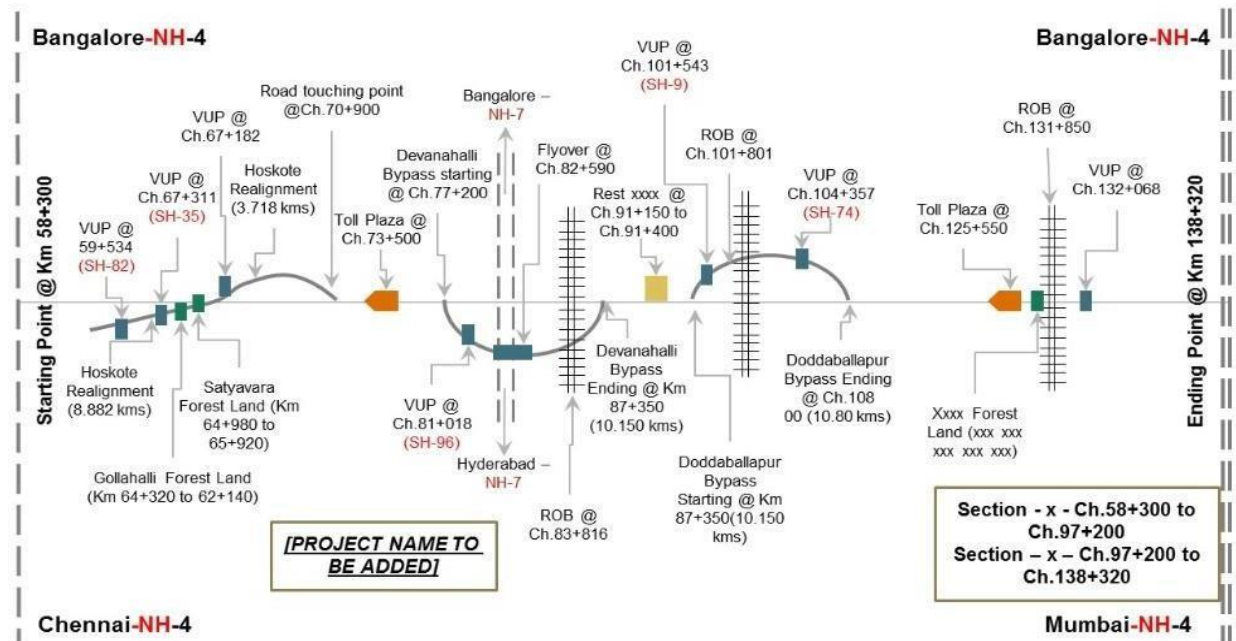 Bangalore-NH-4
Bangalore-NH-4
Starting Point @ Km 58+300
Ending Point @ Km 138+320
VUP @
59+534
(SH-82)
VUP @
Ch.67+311
(SH-35)
VUP @
Ch.67+182
Hoskote
Realignment
(3.718 kms)
Road touching point
@Ch.70+900
Toll Plaza @
Ch.73+500
Devanahalli
Bypass starting
@ Ch.77+200
Bangalore –
NH-7
Flyover @
Ch.82+590
Rest xxxx @
Ch.91+150 to
Ch.91+400
VUP @
Ch.101+543
(SH-9)
ROB @
Ch.101+801
VUP @
Ch.104+357
(SH-74)
Toll Plaza @
Ch.125+550
ROB @
Ch.131+850
VUP @
Ch.132+068
Hoskote
Realignment
(8.882 kms)
Satyavara
Forest Land (Km
64+980 to
65+920)
Gollahalli Forest Land
(Km 64+320 to 62+140)
VUP @
Ch.81+018
(SH-96)
Hyderabad –
NH-7
ROB @
Ch.83+816
Devanahalli
Bypass
Ending @ Km
87+350
(10.150 kms)
Doddaballapur
Bypass
Starting @ Km
87+350(10.150
kms)
Doddaballapur
Bypass Ending
@ Ch.108
00 (10.80 kms)
Xxxx Forest
Land (xxx xxx
xxx xxx xxx)
[PROJECT NAME TO
BE ADDED]
Section - x - Ch.58+300 to
Ch.97+200
Section – x – Ch.97+200 to
Ch.138+320
Chennai-NH-4
Mumbai-NH-4